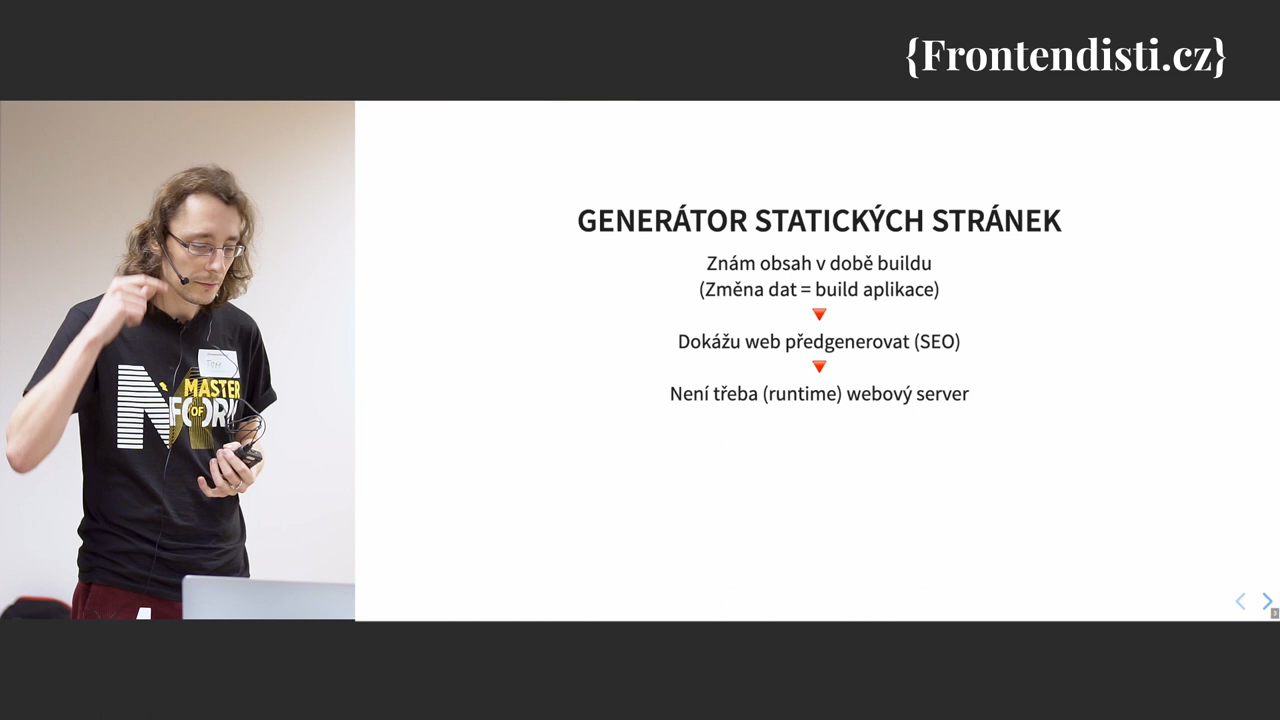 {Frontendisti.cz}
GENERÁTOR STATICKÝCH STRÁNEK
Znám obsah v době buildu
(Změna dat = build aplikace)
Dokážu web předgenerovat (SEO)
Není třeba (runtime) webový server
MASTER
OF